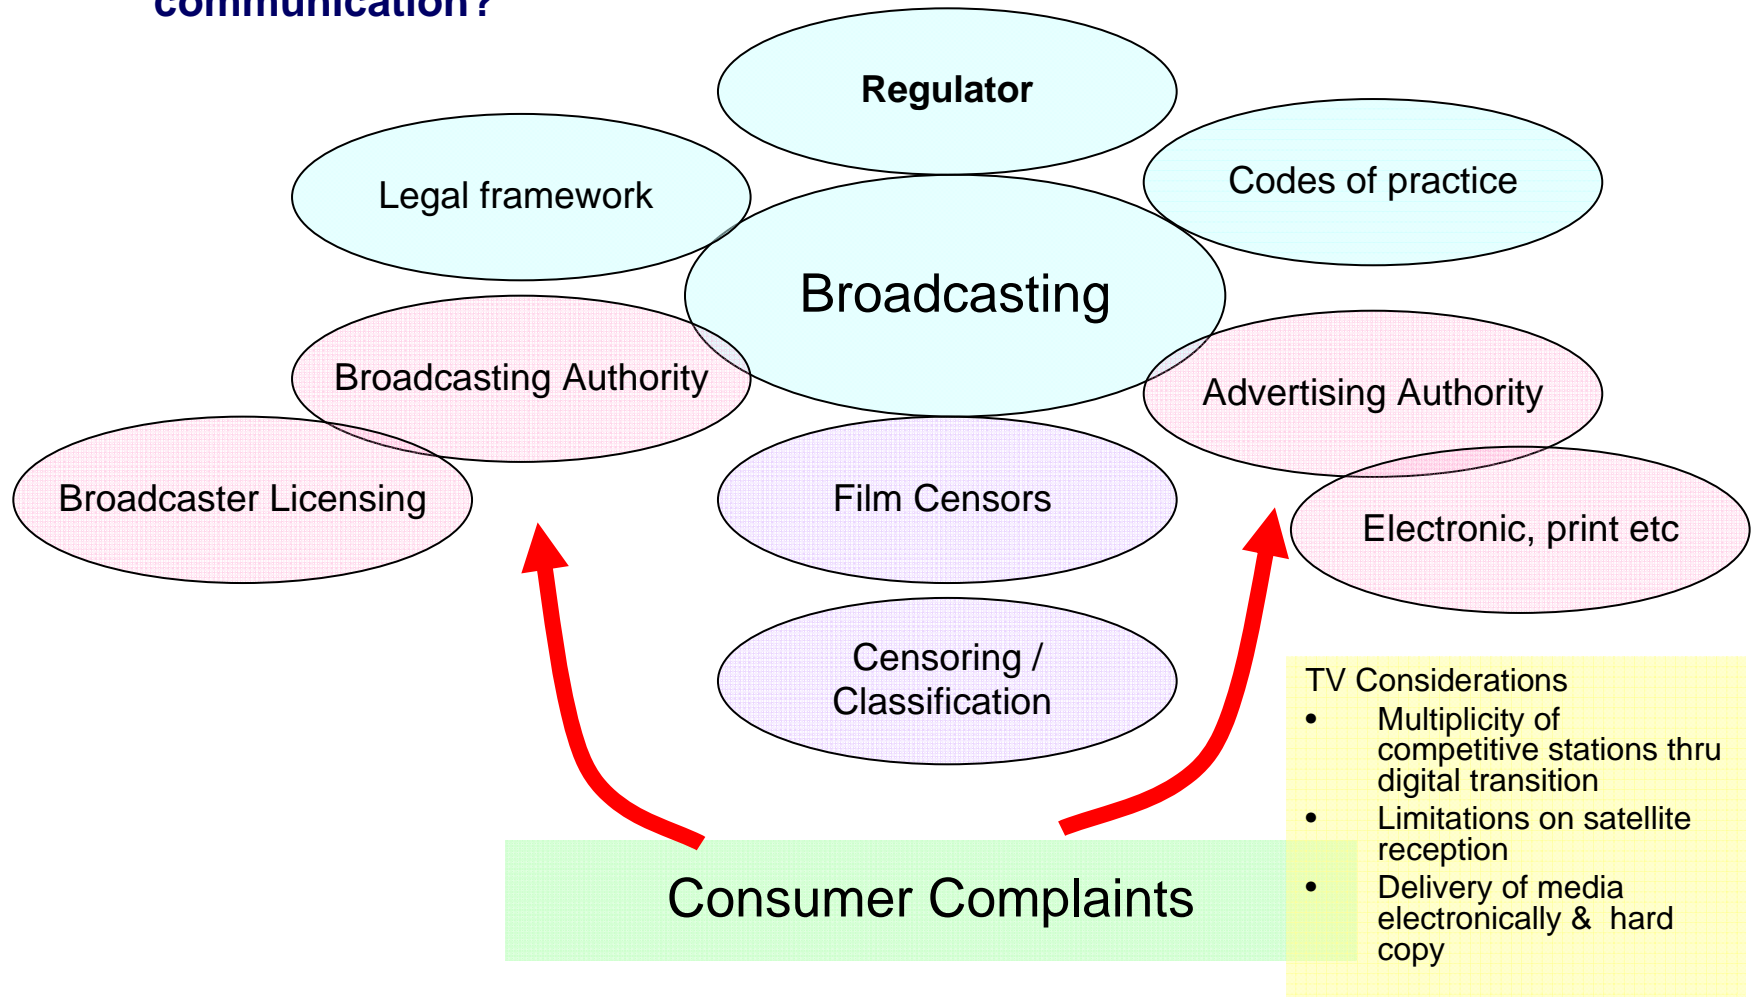 communication?
Regulator
Legal framework
Codes of practice
Broadcasting
Broadcasting Authority
Advertising Authority
Broadcaster Licensing
Film Censors
Electronic, print etc
Censoring /
Classification
TV Considerations
• Multiplicity of
competitive stations thru
digital transition
• Limitations on satellite
reception
• Delivery of media
electronically & hard
copy
Consumer Complaints